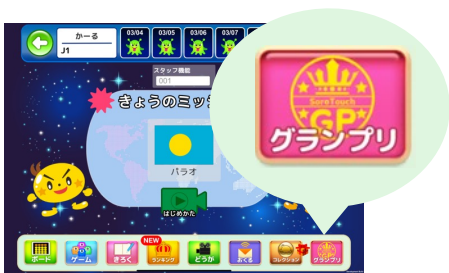 かーる
J1
03/04
03/05
03/06
03/07
スタッフ機能
001
きょうのミッシ
パラオ
はじめかた
ボード
ゲーム
きろく
NEW
ランキング
どうが
おくる
コレクション
グランプリ
SoroTouch
GP
グランプリ